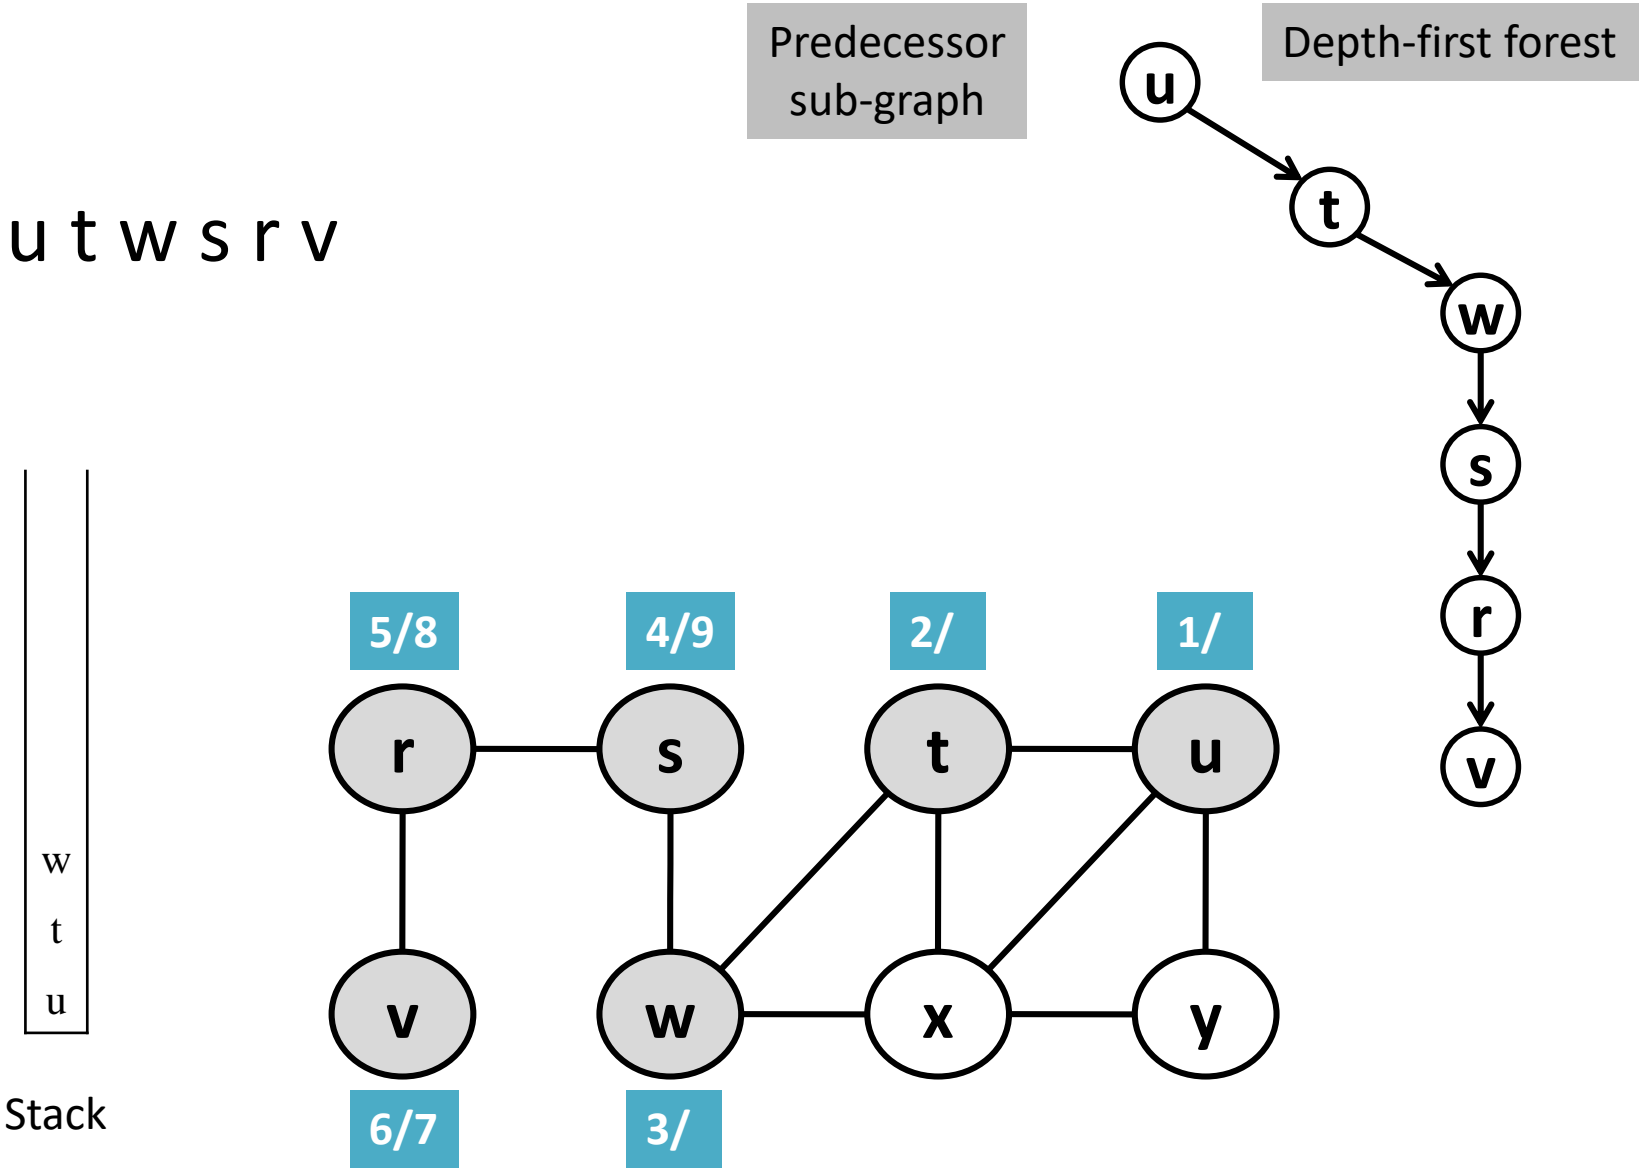 Predecessor
sub-graph
Depth-first forest
u
t
u t w s r v
w
s
r
v
5/8
4/9
2/
1/
r
s
t
u
w
t
u
v
w
x
y
Stack
6/7
3/